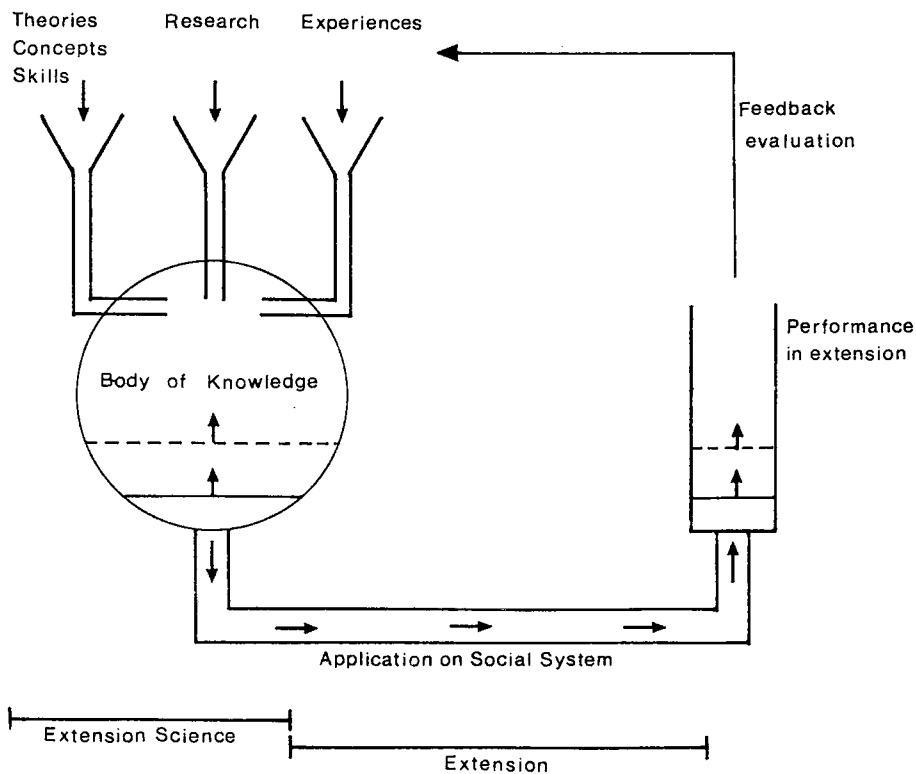 Theories
Concepts
Skills
Research
Experiences
Feedback
evaluation
Performance
in extension
Body of Knowledge
Application on Social System
Extension Science
Extension